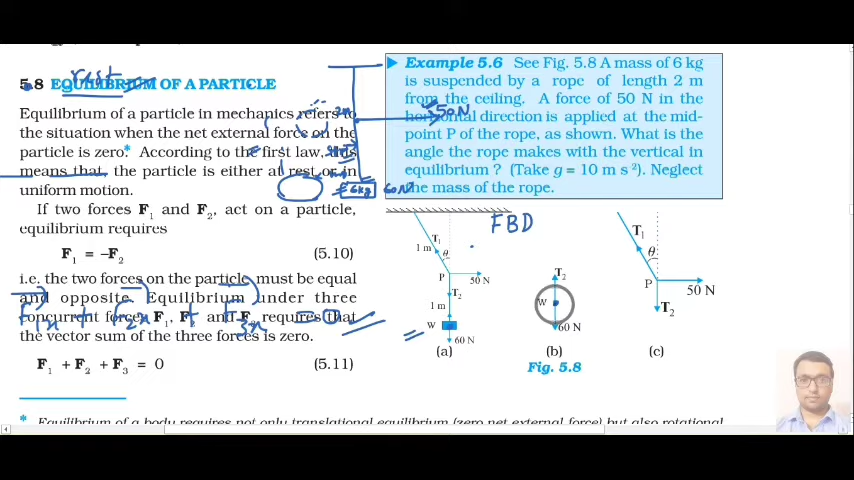 5.8 EQUILIBRIUM OF A PARTICLE
rest
Equilibrium of a particle in mechanics refers to
the situation when the net external force on the
particle is zero.* According to the first law, this
means that, the particle is either at rest or in
uniform motion.
If two forces F1 and F2, act on a particle,
equilibrium requires
F1 = –F2 (5.10)
i.e. the two forces on the particle must be equal
and opposite. Equilibrium under three
concurrent forces F1, F2 and F3 requires that
the vector sum of the three forces is zero.
F1x + F2x + F3x = 0
F1 + F2 + F3 = 0 (5.11)
* Equilibrium of a body requires not only translational equilibrium (zero net external force) but also rotational
50N
6kg 60N
Example 5.6 See Fig. 5.8 A mass of 6 kg
is suspended by a rope of length 2 m
from the ceiling. A force of 50 N in the
horizontal direction is applied at the mid-
point P of the rope, as shown. What is the
angle the rope makes with the vertical in
equilibrium ? (Take g = 10 m s-2). Neglect
the mass of the rope.
FBD
T1
1 m
θ
P
50 N
T2
1 m
W
60 N
(a)
T2
W
60 N
(b)
T1
θ
P
50 N
T2
(c)
Fig. 5.8